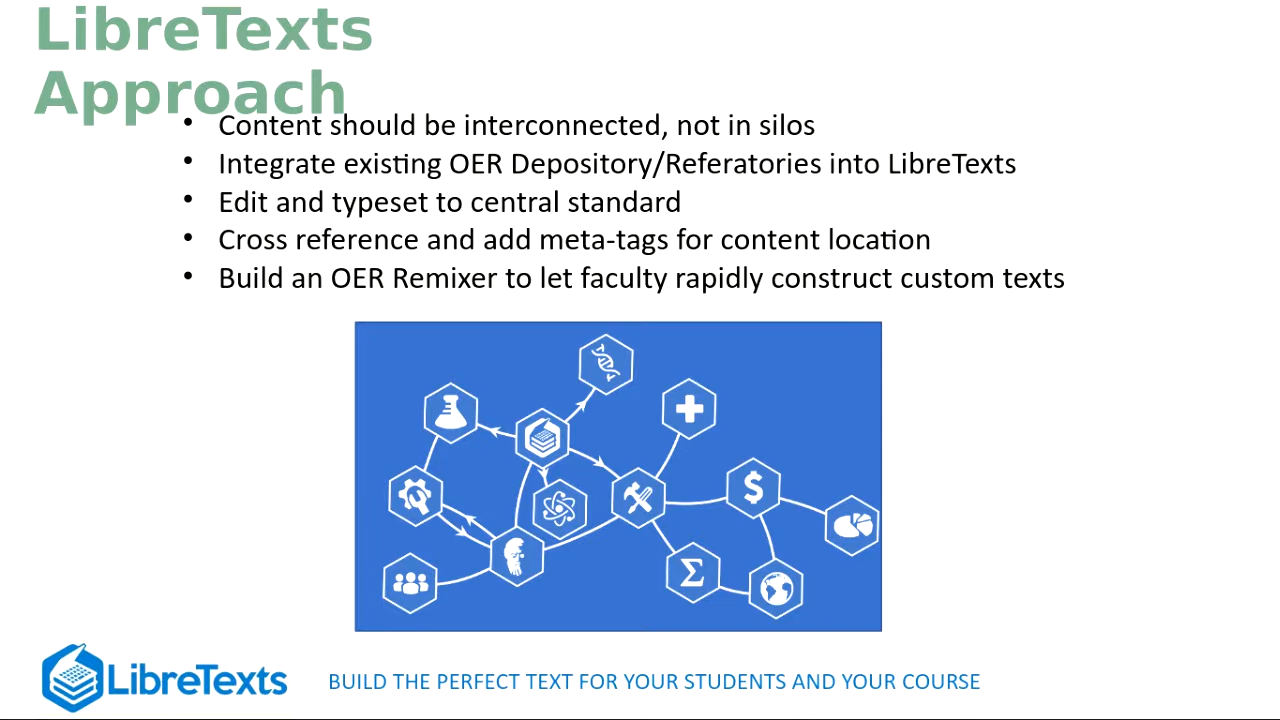 LibreTexts
Approach
• Content should be interconnected, not in silos
• Integrate existing OER Depository/Referatories into LibreTexts
• Edit and typeset to central standard
• Cross reference and add meta-tags for content location
• Build an OER Remixer to let faculty rapidly construct custom texts
$
Σ
LibreTexts
BUILD THE PERFECT TEXT FOR YOUR STUDENTS AND YOUR COURSE